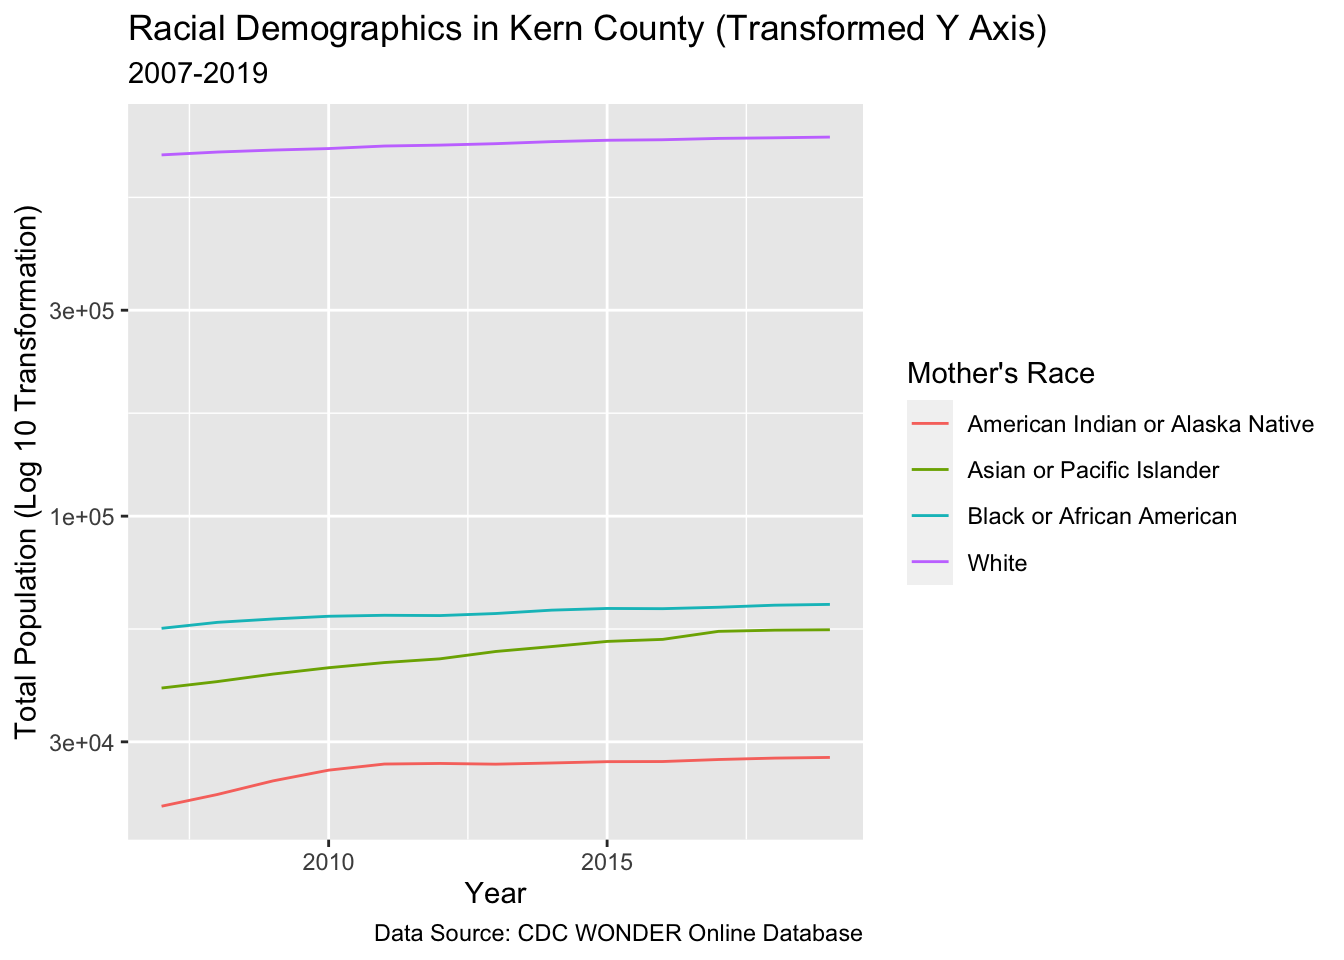 Racial Demographics in Kern County (Transformed Y Axis)
2007-2019
Total Population (Log 10 Transformation)
3e+05
1e+05
3e+04
2010
2015
Year
Mother's Race
American Indian or Alaska Native
Asian or Pacific Islander
Black or African American
White
Data Source: CDC WONDER Online Database